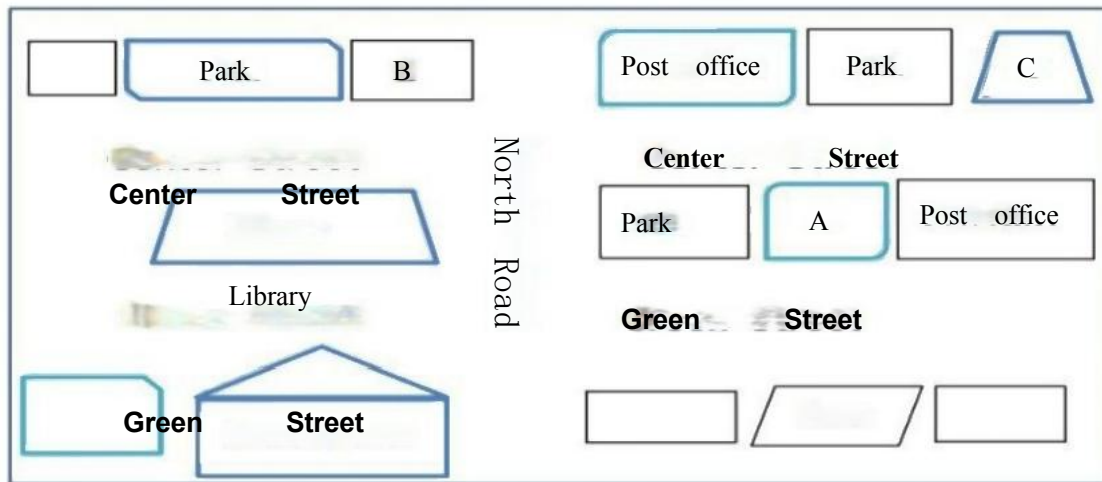 Park B Post office Park C
North Road
Center Street
Center Street
Park A Post office
Library
Green Street
Green Street